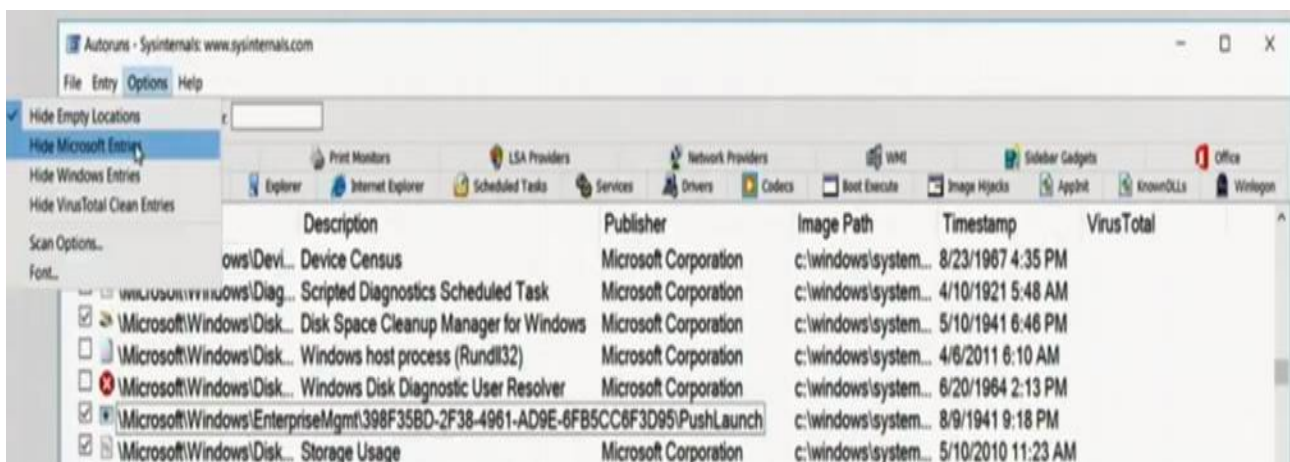 Autoruns - Sysinternals: www.sysinternals.com
File Entry Options Help
Hide Empty Locations
Hide Microsoft Entries
Hide Windows Entries
Hide VirusTotal Clean Entries
Scan Options...
Font...
Print Monitors LSA Providers Network Providers WMI Sidebar Gadgets Office
Explorer Internet Explorer Scheduled Tasks Services Drivers Codecs Boot Execute Image Hijacks AppInit KnownDLLs Winlogon
Description Publisher Image Path Timestamp VirusTotal
ows\Devi... Device Census Microsoft Corporation c:\windows\system... 8/23/1967 4:35 PM
\Microsoft\Windows\Diag... Scripted Diagnostics Scheduled Task Microsoft Corporation c:\windows\system... 4/10/1921 5:48 AM
\Microsoft\Windows\Disk... Disk Space Cleanup Manager for Windows Microsoft Corporation c:\windows\system... 5/10/1941 6:46 PM
\Microsoft\Windows\Disk... Windows host process (Rundll32) Microsoft Corporation c:\windows\system... 4/6/2011 6:10 AM
\Microsoft\Windows\Disk... Windows Disk Diagnostic User Resolver Microsoft Corporation c:\windows\system... 6/20/1964 2:13 PM
\Microsoft\Windows\EnterpriseMgmt\398F35BD-2F38-4961-AD9E-6FB5CC6F3D95\PushLaunch c:\windows\system... 8/9/1941 9:18 PM
\Microsoft\Windows\Disk... Storage Usage Microsoft Corporation c:\windows\system... 5/10/2010 11:23 AM